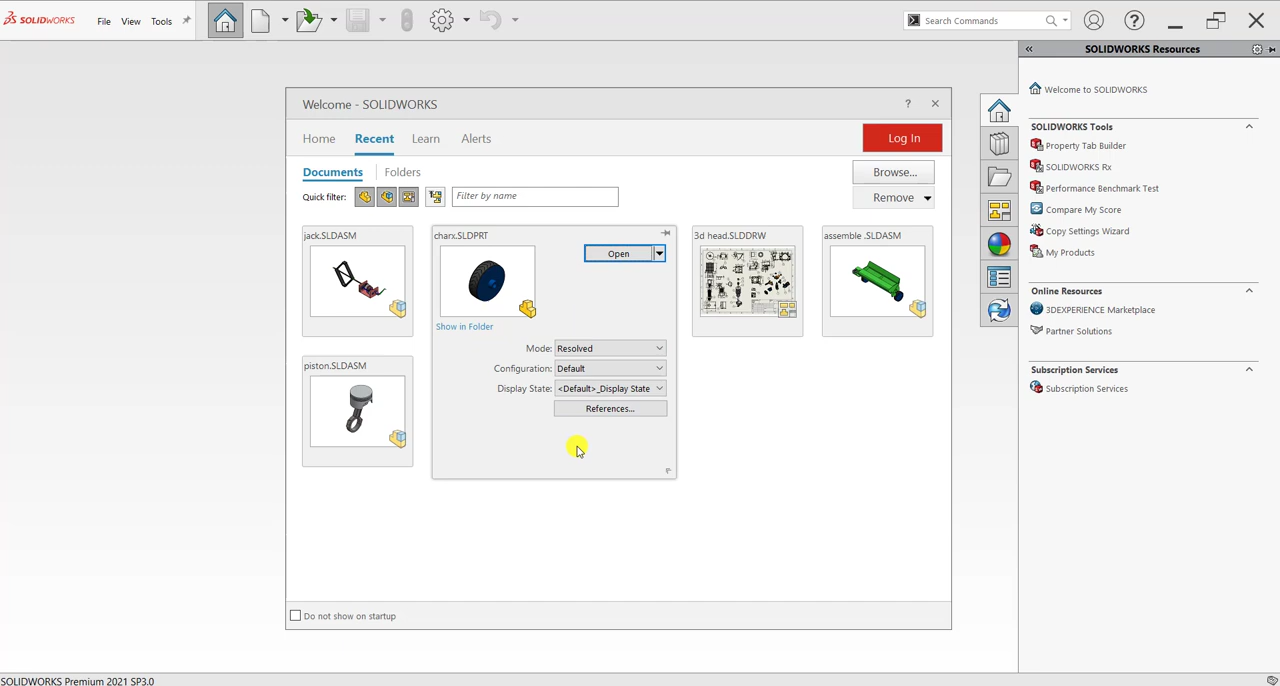 SOLIDWORKS File View Tools Search Commands
SOLIDWORKS Resources
Welcome to SOLIDWORKS
SOLIDWORKS Tools
Property Tab Builder
SOLIDWORKS Rx
Performance Benchmark Test
Compare My Score
Copy Settings Wizard
My Products
Online Resources
3DEXPERIENCE Marketplace
Partner Solutions
Subscription Services
Subscription Services
Welcome - SOLIDWORKS
Home Recent Learn Alerts Log In
Documents Folders Browse...
Quick filter: Filter by name Remove
jack.SLDASM
charx.SLDPRT
Open
Show in Folder
Mode: Resolved
Configuration: Default
Display State: <Default>_Display State
References...
3d head.SLDDRW
assemble .SLDASM
piston.SLDASM
Do not show on startup
SOLIDWORKS Premium 2021 SP3.0